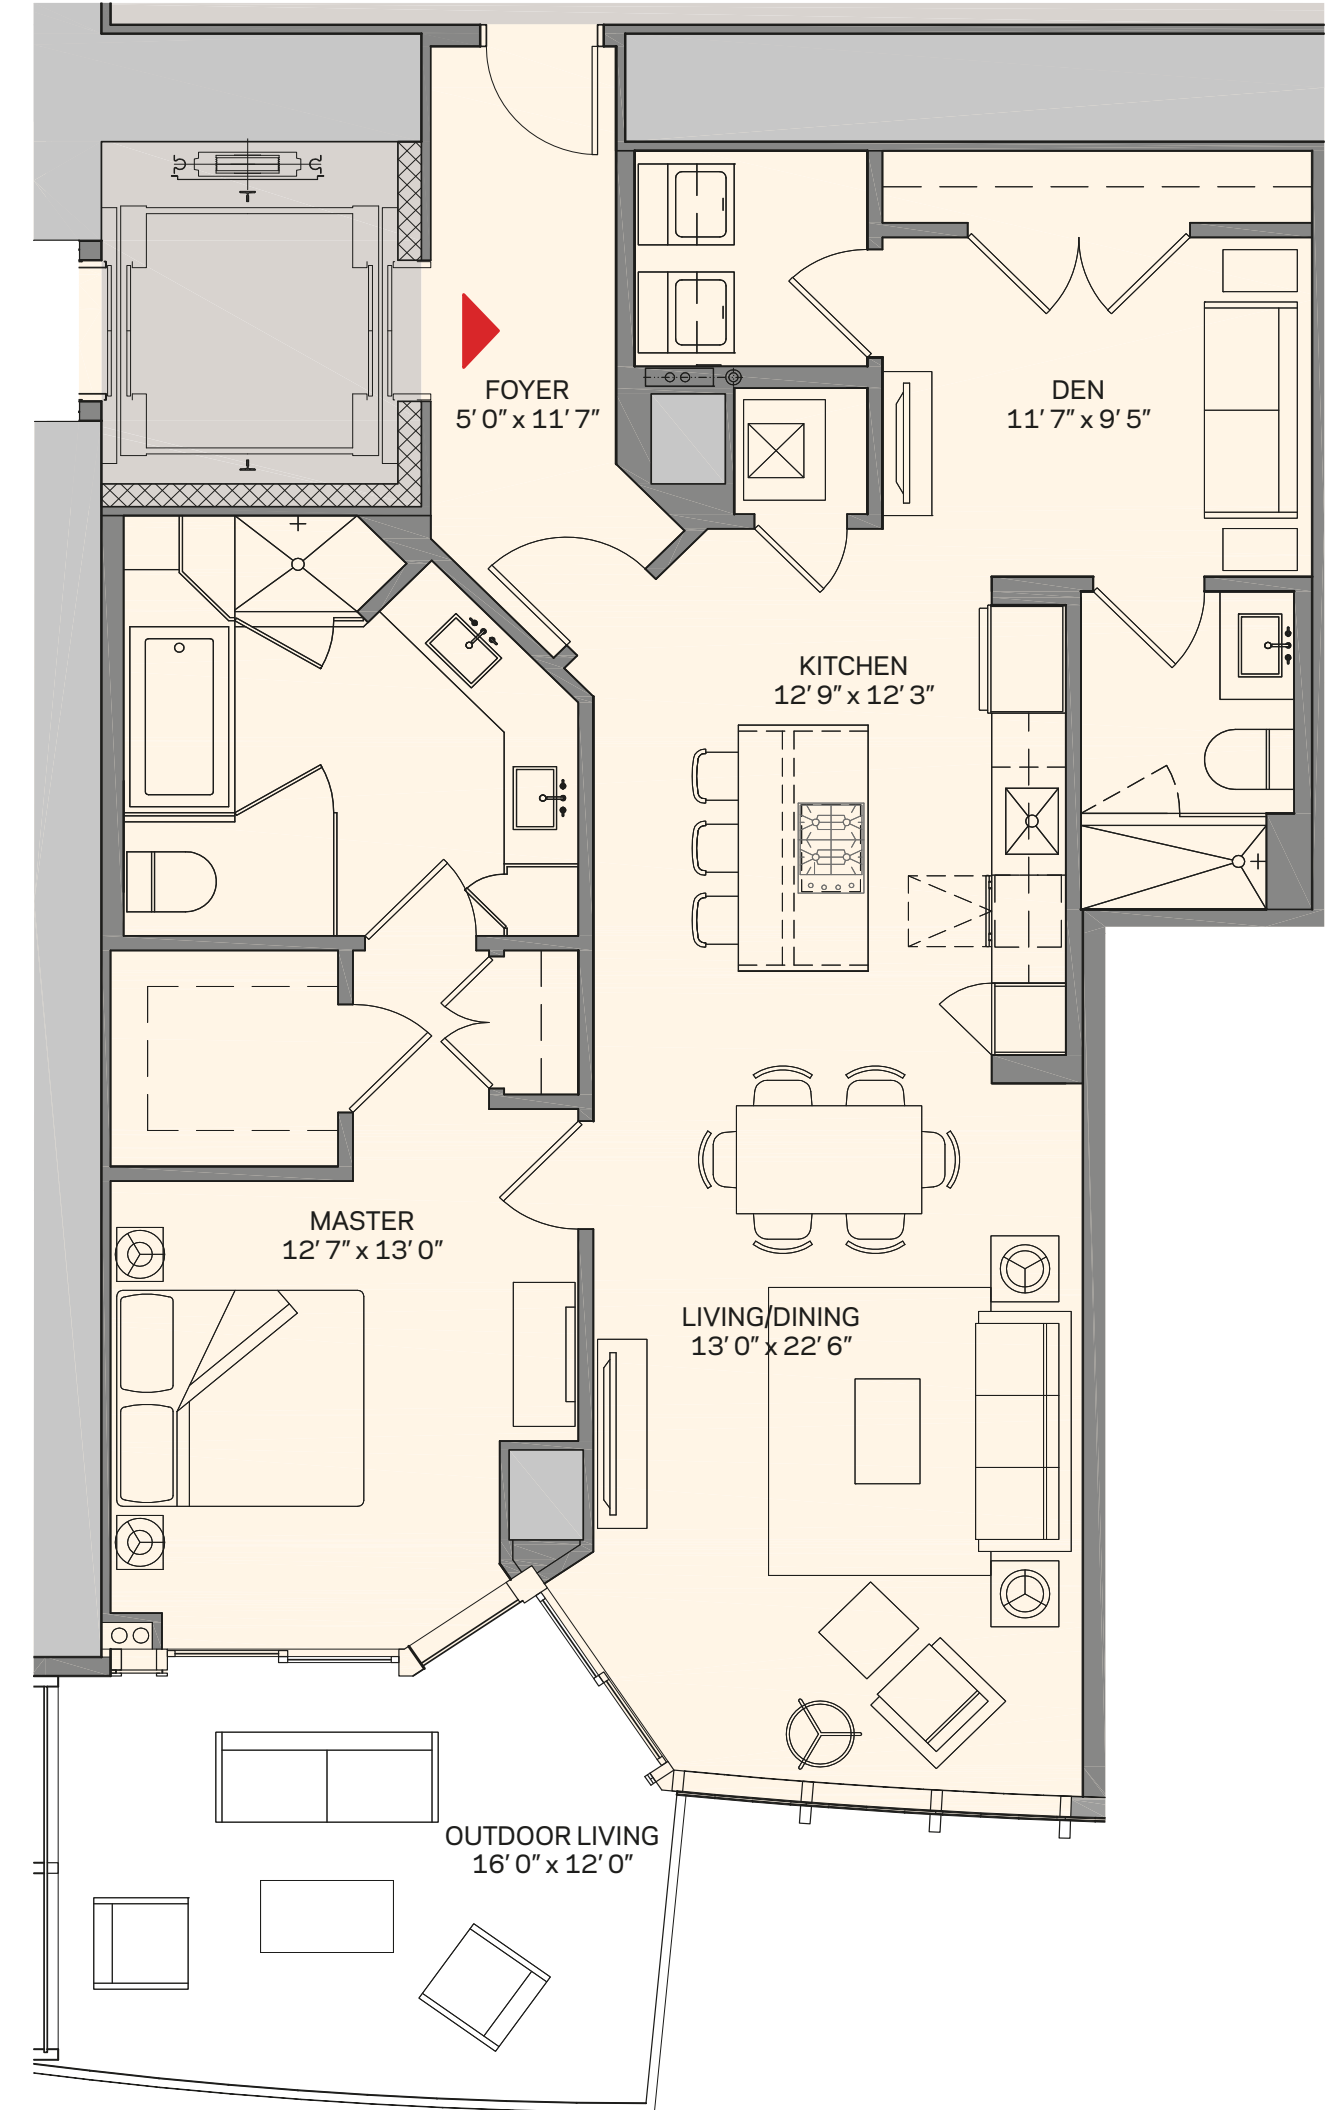 FOYER
5' 0" x 11' 7"
DEN
11' 7" x 9' 5"
KITCHEN
12' 9" x 12' 3"
MASTER
12' 7" x 13' 0"
LIVING/DINING
13' 0" x 22' 6"
OUTDOOR LIVING
16' 0" x 12' 0"